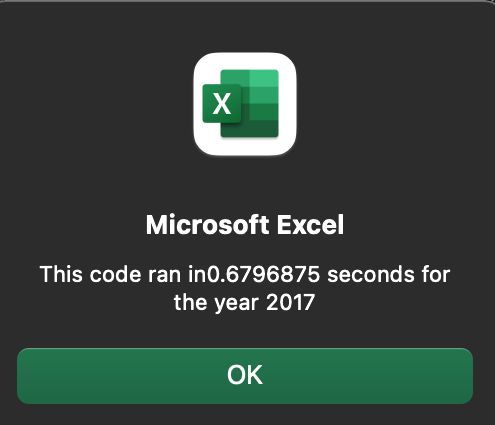 X
Microsoft Excel
This code ran in0.6796875 seconds for
the year 2017
OK